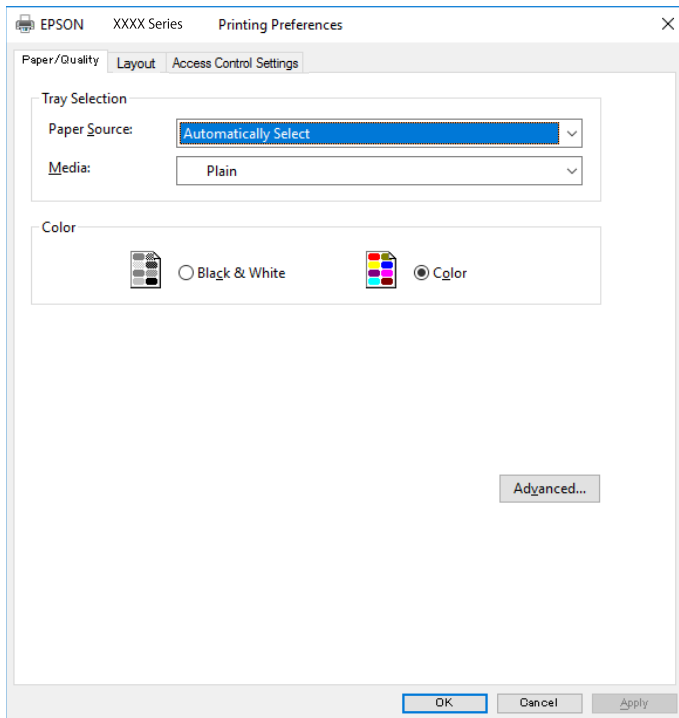 EPSON XXXX Series Printing Preferences
Paper/Quality Layout Access Control Settings
Tray Selection
Paper Source: Automatically Select
Media: Plain
Color
Black & White Color
Advanced...
OK Cancel Apply